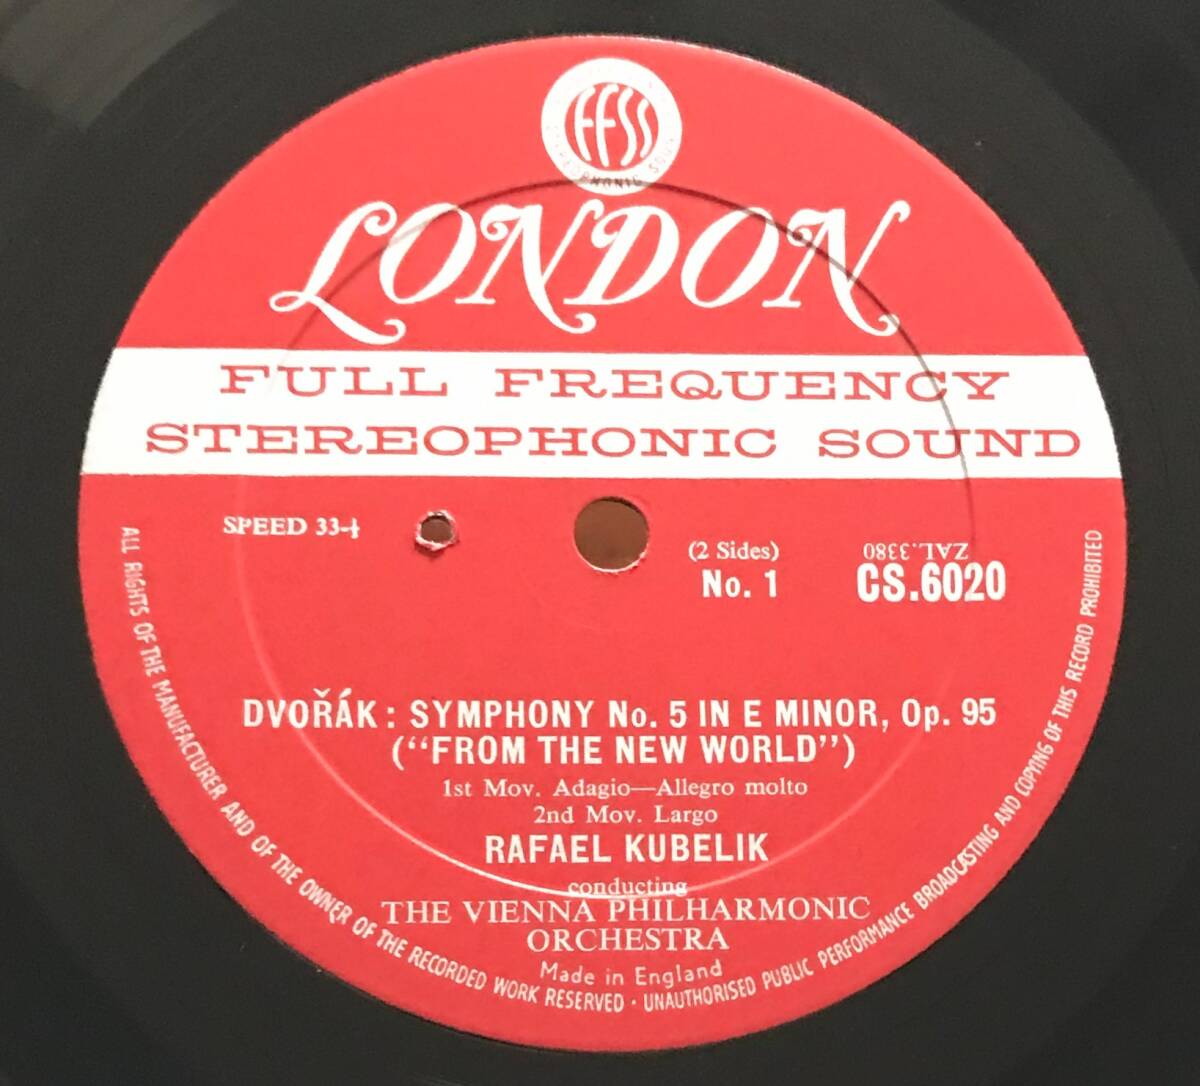 FFSS
LONDON
FULL FREQUENCY
STEREOPHONIC SOUND
SPEED 33⅓
(2 Sides)
No. 1
ZAL.3380
CS.6020
DVOŘÁK: SYMPHONY No. 5 IN E MINOR, Op. 95
("FROM THE NEW WORLD")
1st Mov. Adagio—Allegro molto
2nd Mov. Largo
RAFAEL KUBELIK
conducting
THE VIENNA PHILHARMONIC
ORCHESTRA
Made in England
ALL RIGHTS OF THE MANUFACTURER AND OF THE OWNER OF THE RECORDED WORK RESERVED · UNAUTHORISED PUBLIC PERFORMANCE BROADCASTING AND COPYING OF THIS RECORD PROHIBITED